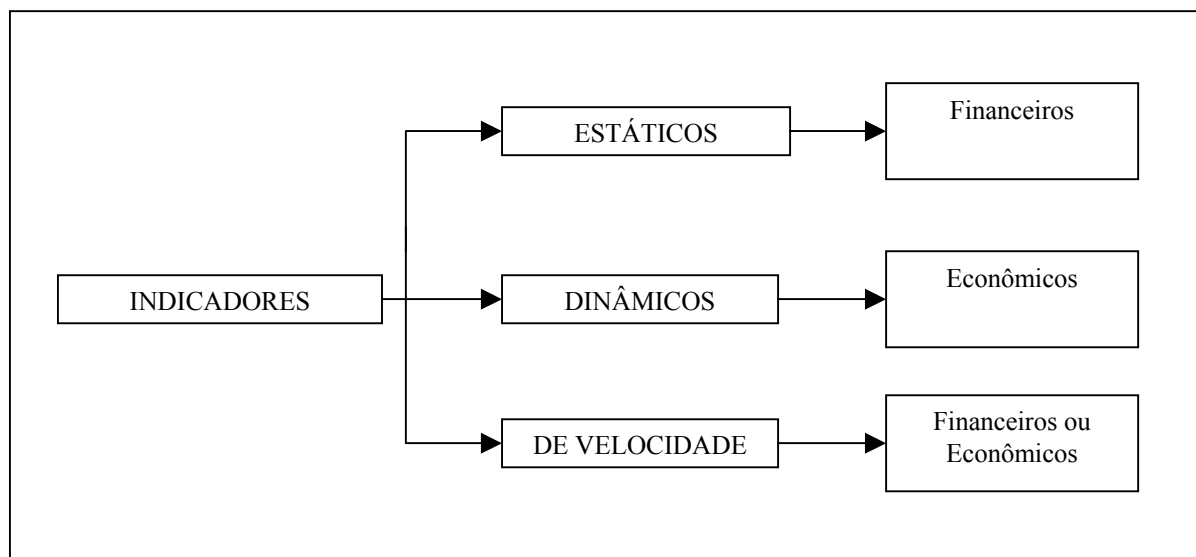 ESTÁTICOS
Financeiros
INDICADORES
DINÂMICOS
Econômicos
DE VELOCIDADE
Financeiros ou
Econômicos